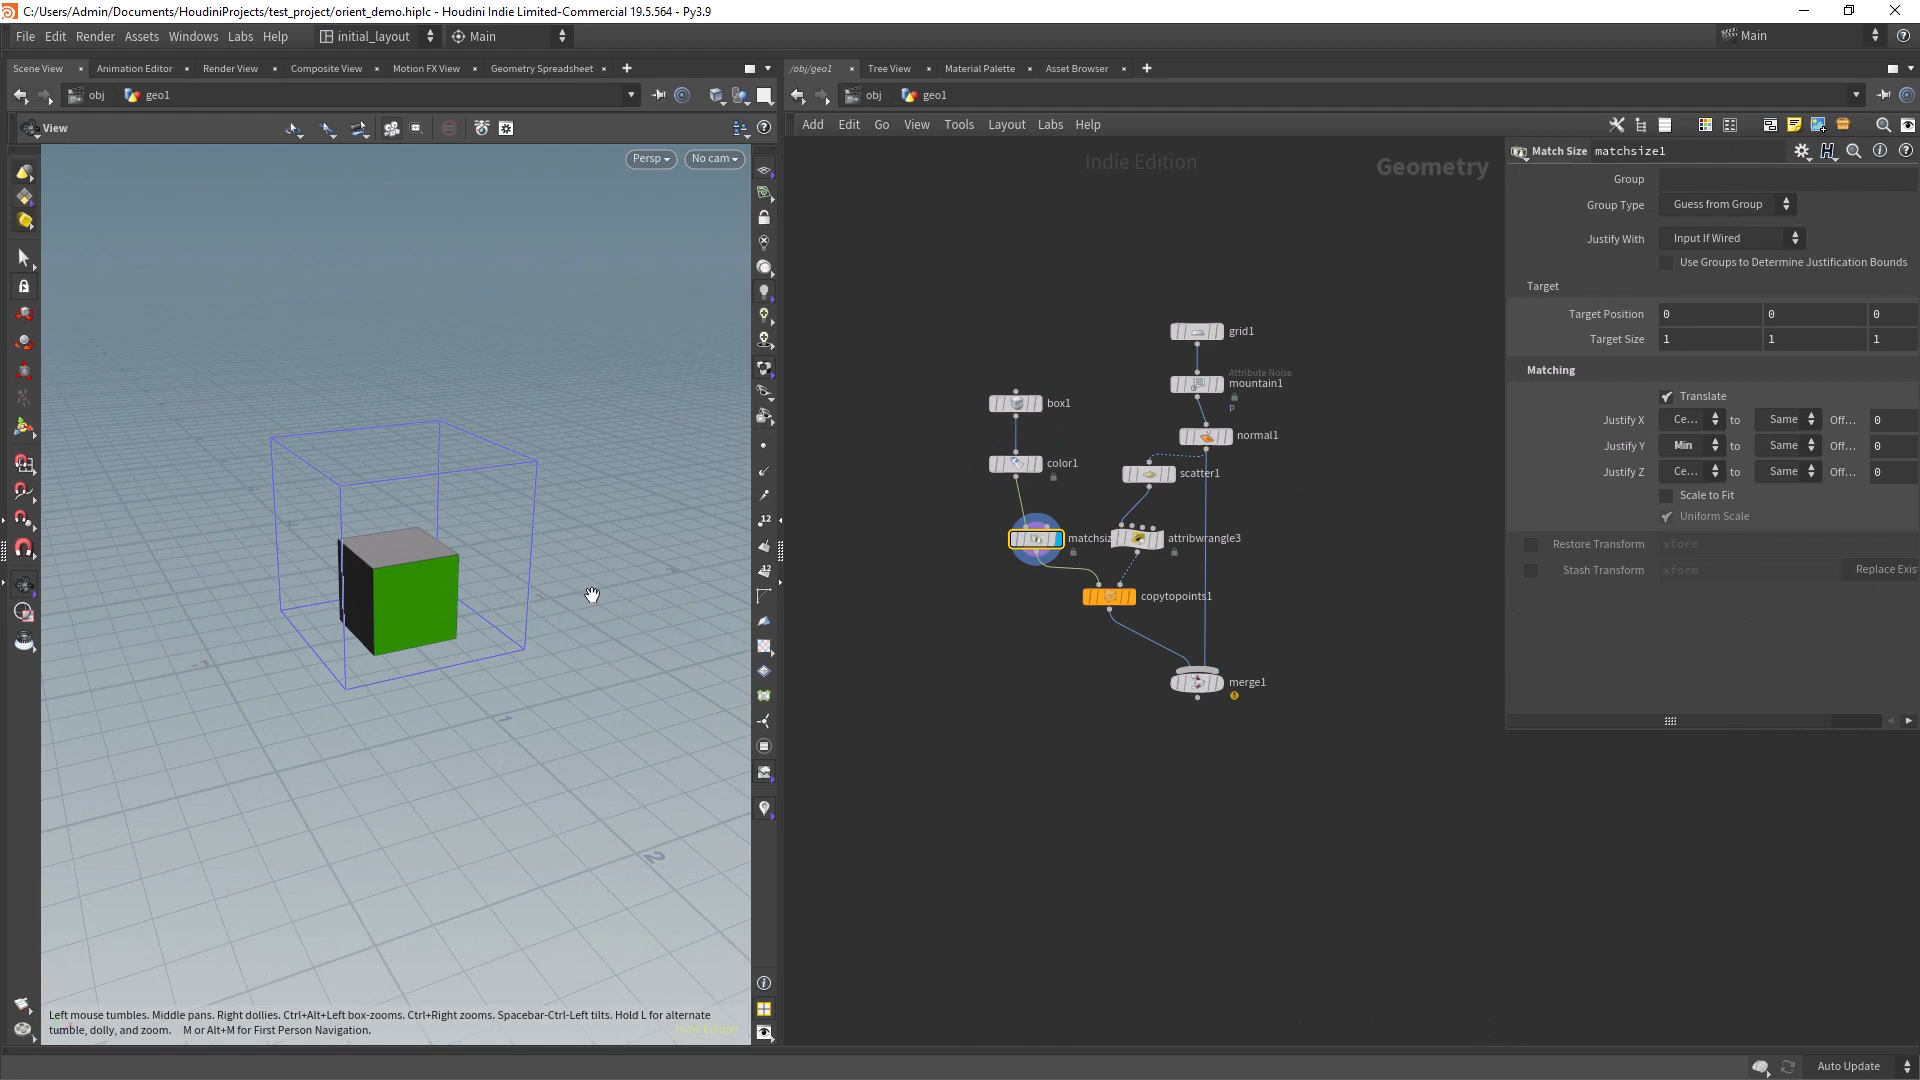 C:/Users/Admin/Documents/HoudiniProjects/test_project/orient_demo.hiplc - Houdini Indie Limited-Commercial 19.5.564 - Py3.9
File Edit Render Assets Windows Labs Help initial_layout Main
Main
Scene View Animation Editor Render View Composite View Motion FX View Geometry Spreadsheet
/obj/geo1 Tree View Material Palette Asset Browser
obj geo1
obj geo1
View
Add Edit Go View Tools Layout Labs Help
Persp No cam
Indie Edition
Geometry
Match Size matchsize1
Group
Group Type Guess from Group
Justify With Input If Wired
Use Groups to Determine Justification Bounds
Target
Target Position 0 0 0
Target Size 1 1 1
Matching
Translate
Justify X Ce... to Same Off... 0
Justify Y Min to Same Off... 0
Justify Z Ce... to Same Off... 0
Scale to Fit
Uniform Scale
Restore Transform xform
Stash Transform xform Replace Exis
grid1
Attribute Noise
mountain1
P
box1
normal1
color1
scatter1
matchsiz
attribwrangle3
copytopoints1
merge1
12
12
1
2
Left mouse tumbles. Middle pans. Right dollies. Ctrl+Alt+Left box-zooms. Ctrl+Right zooms. Spacebar-Ctrl-Left tilts. Hold L for alternate
tumble, dolly, and zoom. M or Alt+M for First Person Navigation.
Indie Edition
Auto Update